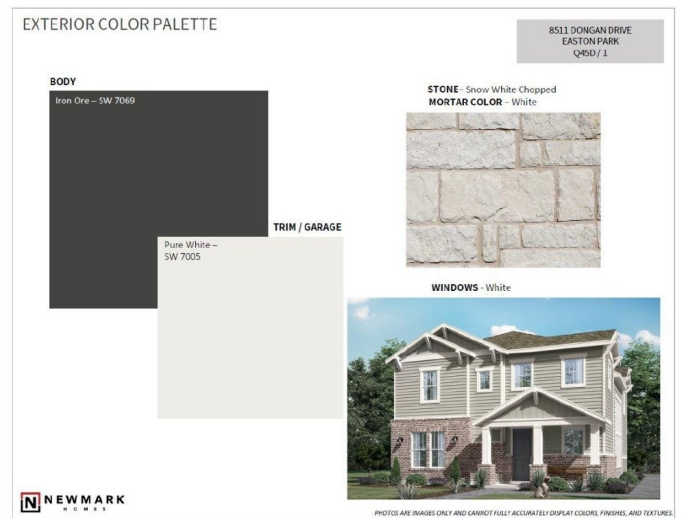 EXTERIOR COLOR PALETTE
8511 DONGAN DRIVE
EASTON PARK
Q45D / 1
BODY
Iron Ore – SW 7069
STONE – Snow White Chopped
MORTAR COLOR – White
TRIM / GARAGE
Pure White –
SW 7005
WINDOWS - White
N NEWMARK
HOMES
PHOTOS ARE IMAGES ONLY AND CANNOT FULLY ACCURATELY DISPLAY COLORS, FINISHES, AND TEXTURES.